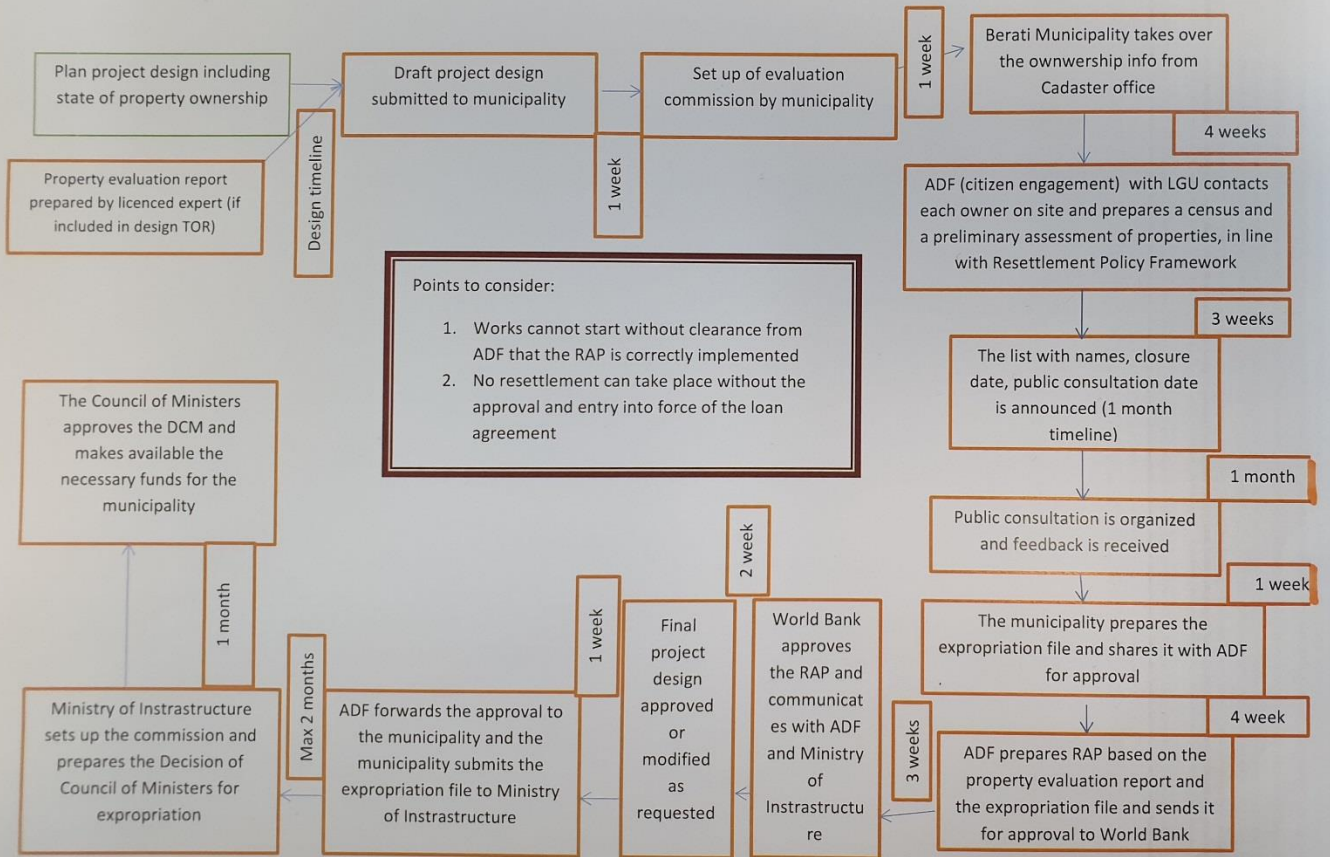 Plan project design including
state of property ownership
Property evaluation report
prepared by licenced expert (if
included in design TOR)
Design timeline
Draft project design
submitted to municipality
1 week
Set up of evaluation
commission by municipality
1 week
Berati Municipality takes over
the ownwership info from
Cadaster office
4 weeks
ADF (citizen engagement) with LGU contacts
each owner on site and prepares a census and
a preliminary assessment of properties, in line
with Resettlement Policy Framework
3 weeks
The list with names, closure
date, public consultation date
is announced (1 month
timeline)
1 month
Public consultation is organized
and feedback is received
1 week
The municipality prepares the
expropriation file and shares it with ADF
for approval
4 week
ADF prepares RAP based on the
property evaluation report and
the expropriation file and sends it
for approval to World Bank
3 weeks
World Bank
approves
the RAP and
communicat
es with ADF
and Ministry
of
Instrastructu
re
2 week
Final
project
design
approved
or
modified
as
requested
1 week
ADF forwards the approval to
the municipality and the
municipality submits the
expropriation file to Ministry
of Instrastructure
Max 2 months
Ministry of Instrastructure
sets up the commission and
prepares the Decision of
Council of Ministers for
expropriation
1 month
The Council of Ministers
approves the DCM and
makes available the
necessary funds for the
municipality
Points to consider:
1. Works cannot start without clearance from
ADF that the RAP is correctly implemented
2. No resettlement can take place without the
approval and entry into force of the loan
agreement